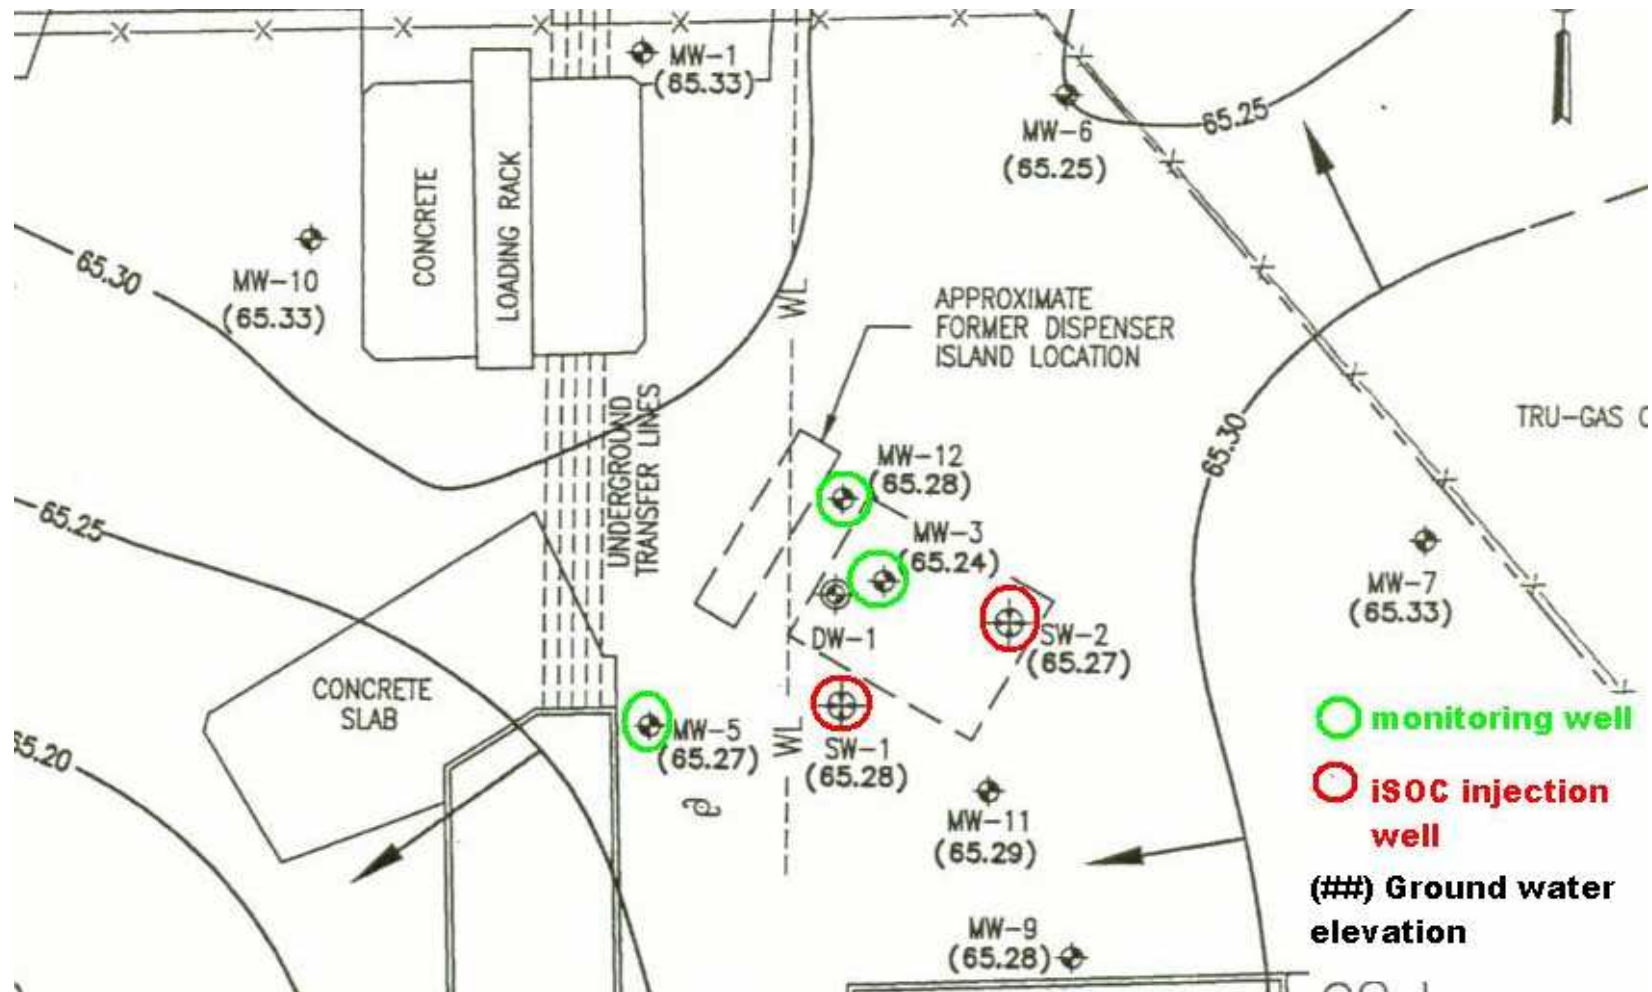 MW-1
(65.33)
MW-6
(65.25)
65.25
CONCRETE
LOADING RACK
MW-10
(65.33)
65.30
WL
APPROXIMATE
FORMER DISPENSER
ISLAND LOCATION
65.30
TRU-GAS
65.25
UNDERGROUND
TRANSFER LINES
MW-12
(65.28)
MW-3
(65.24)
MW-7
(65.33)
DW-1
SW-2
(65.27)
CONCRETE
SLAB
MW-5
(65.27)
WL
SW-1
(65.28)
65.20
MW-11
(65.29)
MW-9
(65.28)
monitoring well
iSOC injection
well
(##) Ground water
elevation